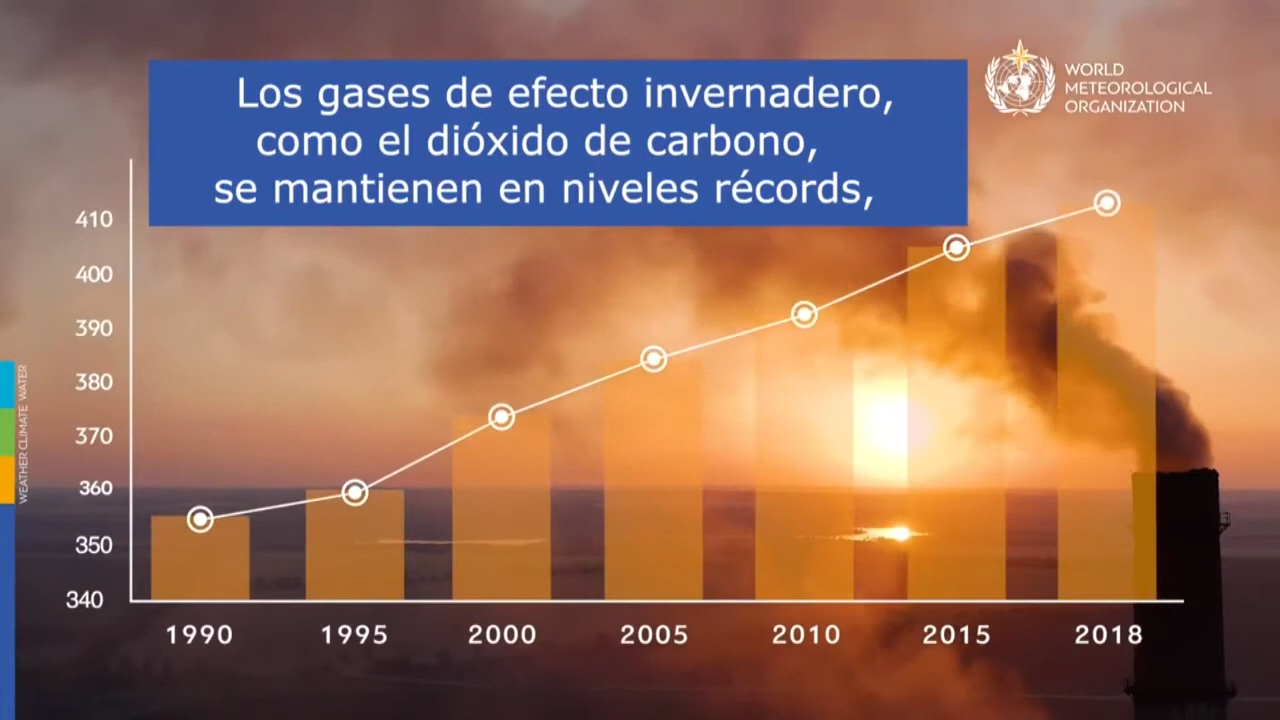 Los gases de efecto invernadero,
como el dióxido de carbono,
se mantienen en niveles récords,
WORLD
METEOROLOGICAL
ORGANIZATION
410
400
390
380
370
360
350
340
1990 1995 2000 2005 2010 2015 2018
WEATHER CLIMATE WATER